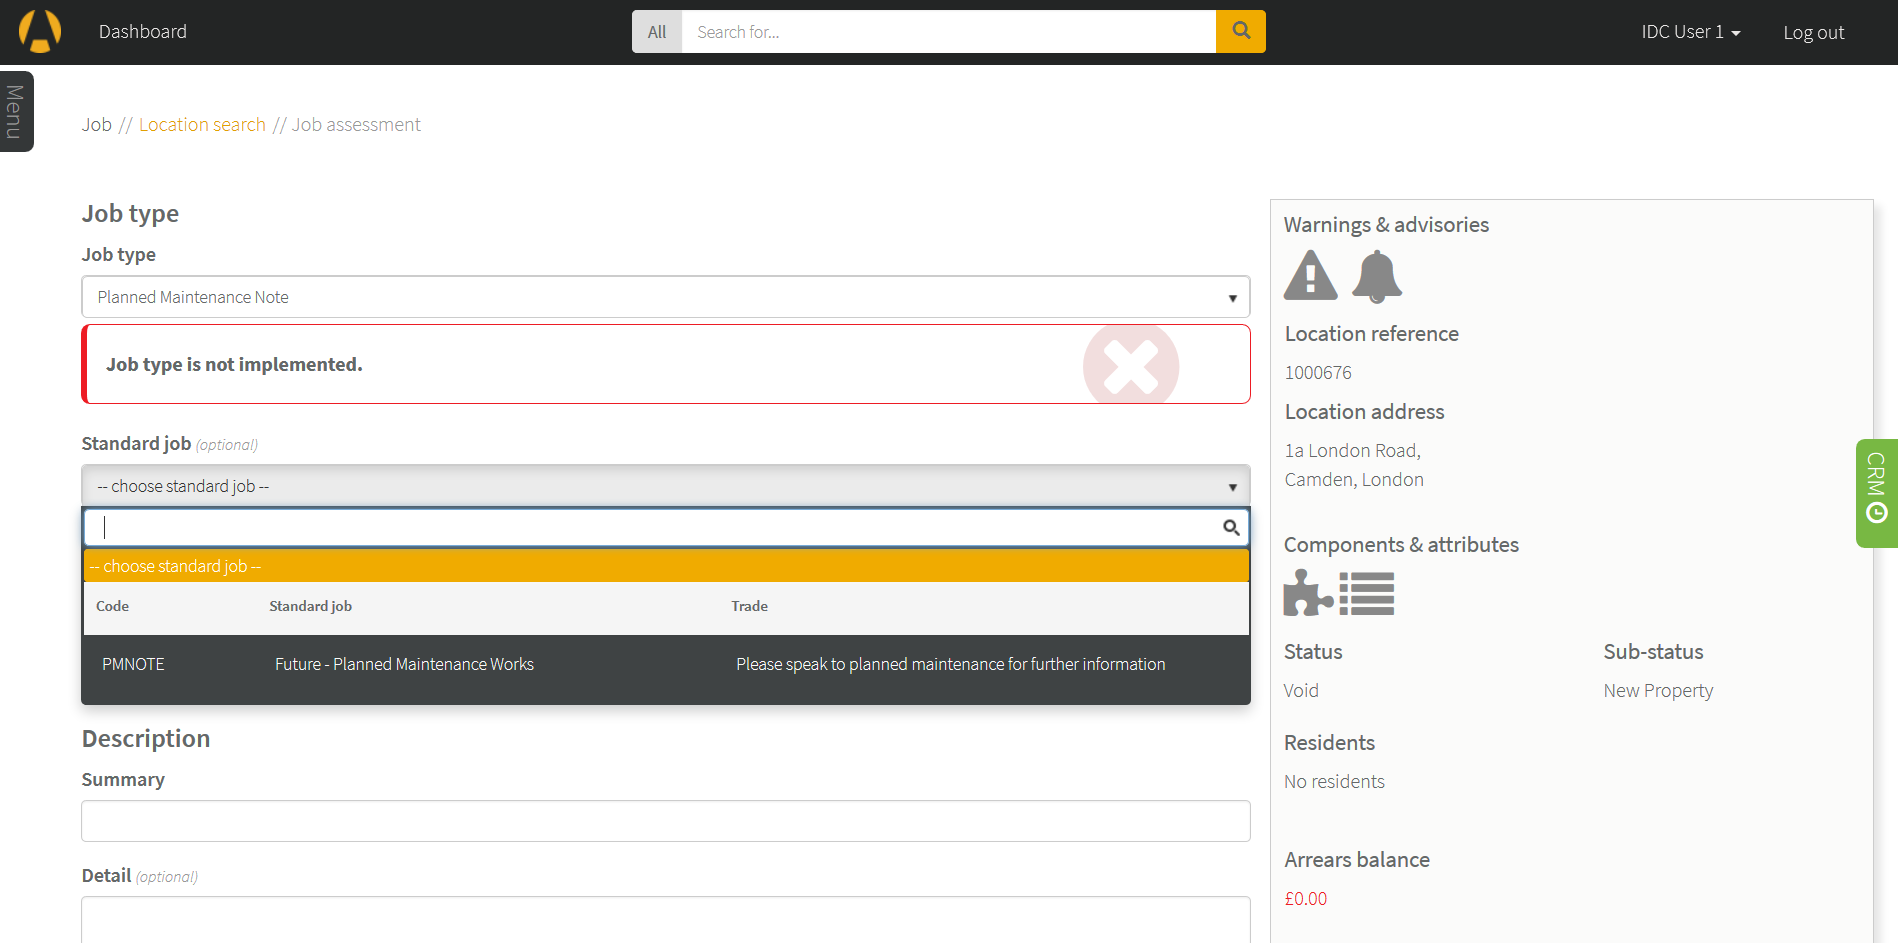 Dashboard
All
Search for...
IDC User 1
Log out
Menu
Job // Location search // Job assessment
Job type
Job type
Planned Maintenance Note
Job type is not implemented.
Standard job (optional)
-- choose standard job --
-- choose standard job --
Code Standard job Trade
PMNOTE Future - Planned Maintenance Works Please speak to planned maintenance for further information
Description
Summary
Detail (optional)
Warnings & advisories
Location reference
1000676
Location address
1a London Road,
Camden, London
Components & attributes
Status Sub-status
Void New Property
Residents
No residents
Arrears balance
£0.00
CRM